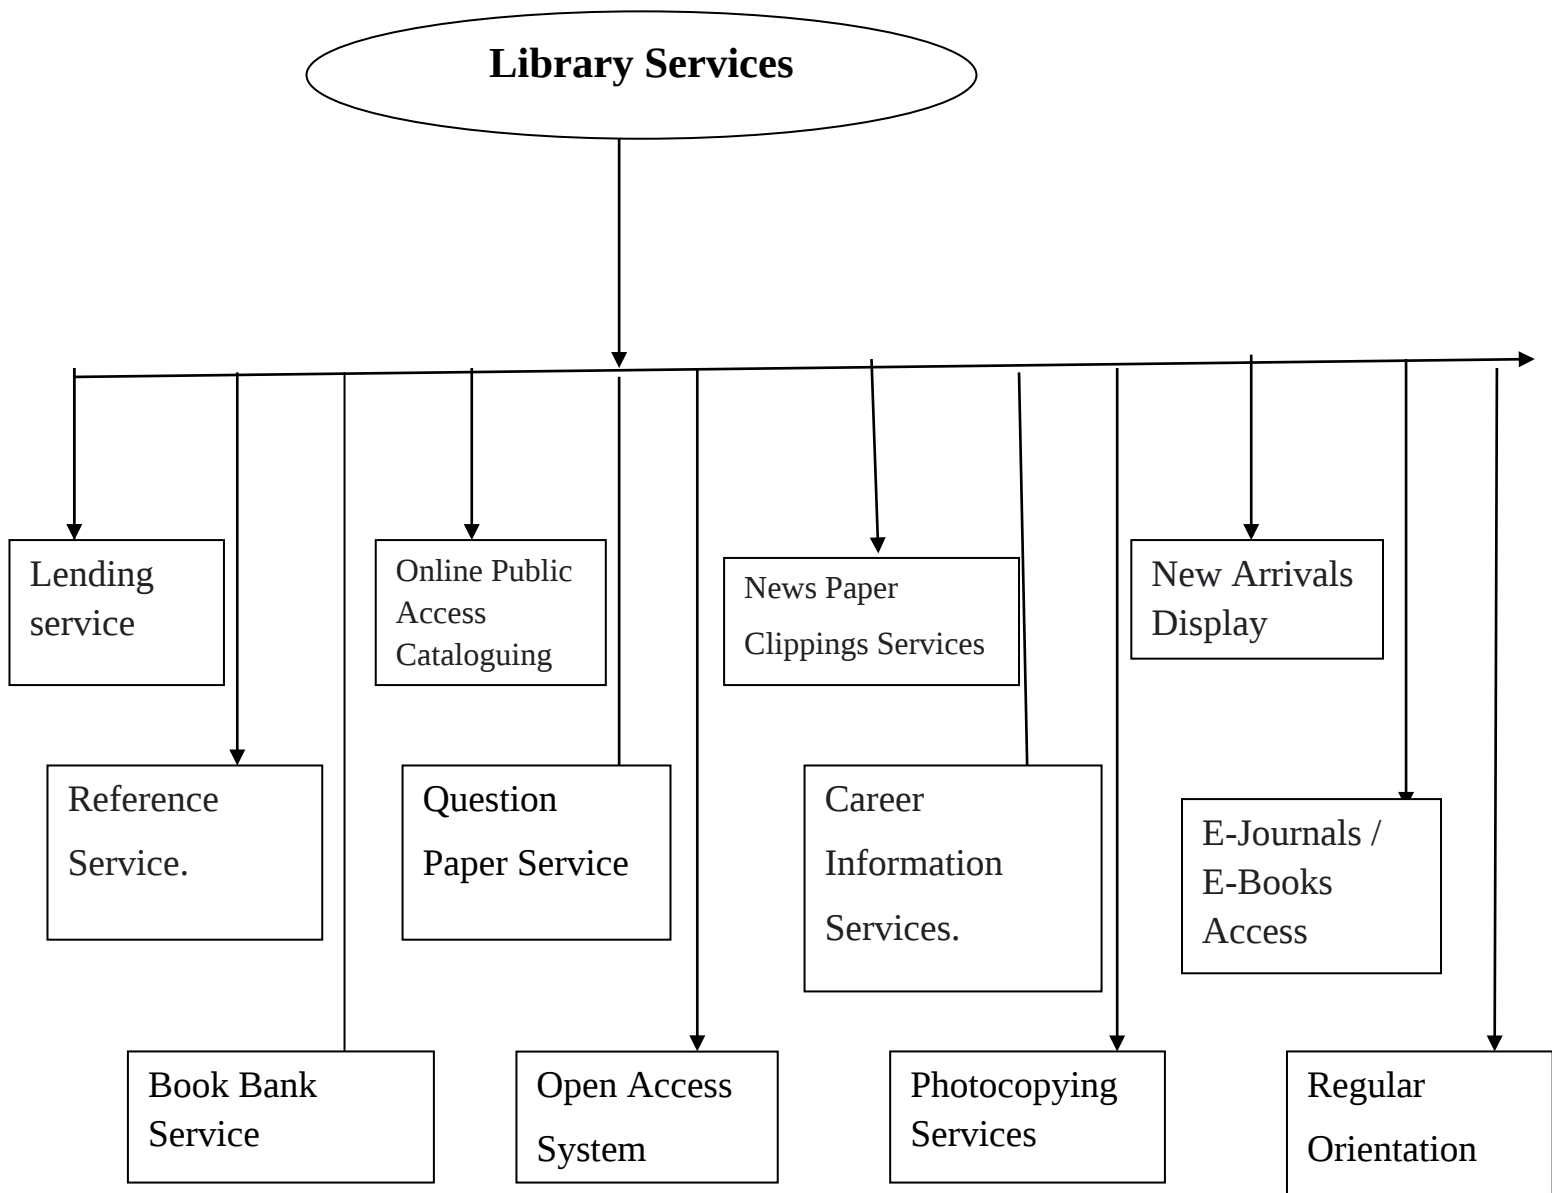 Library Services
Lending
service
Online Public
Access
Cataloguing
News Paper
Clippings Services
New Arrivals
Display
Reference
Service.
Question
Paper Service
Career
Information
Services.
E-Journals /
E-Books
Access
Book Bank
Service
Open Access
System
Photocopying
Services
Regular
Orientation